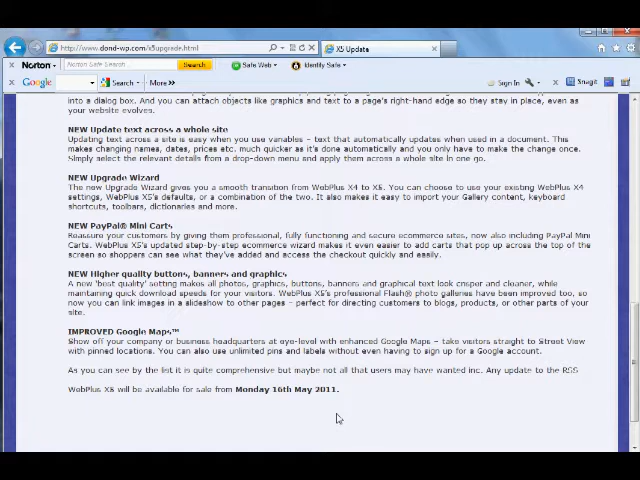 http://www.dond-wp.com/x5upgrade.html
X5 Update
Norton
Norton Safe Search
Search
Safe Web
Identity Safe
Google
Search
More »
Sign In
Snagit
into a dialog box. And you can attach objects like graphics and text to a page's right-hand edge so they stay in place, even as
your website evolves.
NEW Update text across a whole site
Updating text across a site is easy when you use variables – text that automatically updates when used in a document. This
makes changing names, dates, prices etc. much quicker as it's done automatically and you only have to make the change once.
Simply select the relevant details from a drop-down menu and apply them across a whole site in one go.
NEW Upgrade Wizard
The new Upgrade Wizard gives you a smooth transition from WebPlus X4 to X5. You can choose to use your existing WebPlus X4
settings, WebPlus X5's defaults, or a combination of the two. It also makes it easy to import your Gallery content, keyboard
shortcuts, toolbars, dictionaries and more.
NEW PayPal® Mini Carts
Reassure your customers by giving them professional, fully functioning and secure ecommerce sites, now also including PayPal Mini
Carts. WebPlus X5's updated step-by-step ecommerce wizard makes it even easier to add carts that pop up across the top of the
screen so shoppers can see what they've added and access the checkout quickly and easily.
NEW Higher quality buttons, banners and graphics
A new 'best quality' setting makes all photos, graphics, buttons, banners and graphical text look crisper and cleaner, while
maintaining quick download speeds for your visitors. WebPlus X5's professional Flash® photo galleries have been improved too, so
now you can link images in a slideshow to other pages – perfect for directing customers to blogs, products, or other parts of your
site.
IMPROVED Google Maps™
Show off your company or business headquarters at eye-level with enhanced Google Maps – take visitors straight to Street View
with pinned locations. You can also use unlimited pins and labels without even having to sign up for a Google account.
As you can see by the list it is quite comprehensive but maybe not all that users may have wanted inc. Any update to the RSS
WebPlus X5 will be available for sale from Monday 16th May 2011.